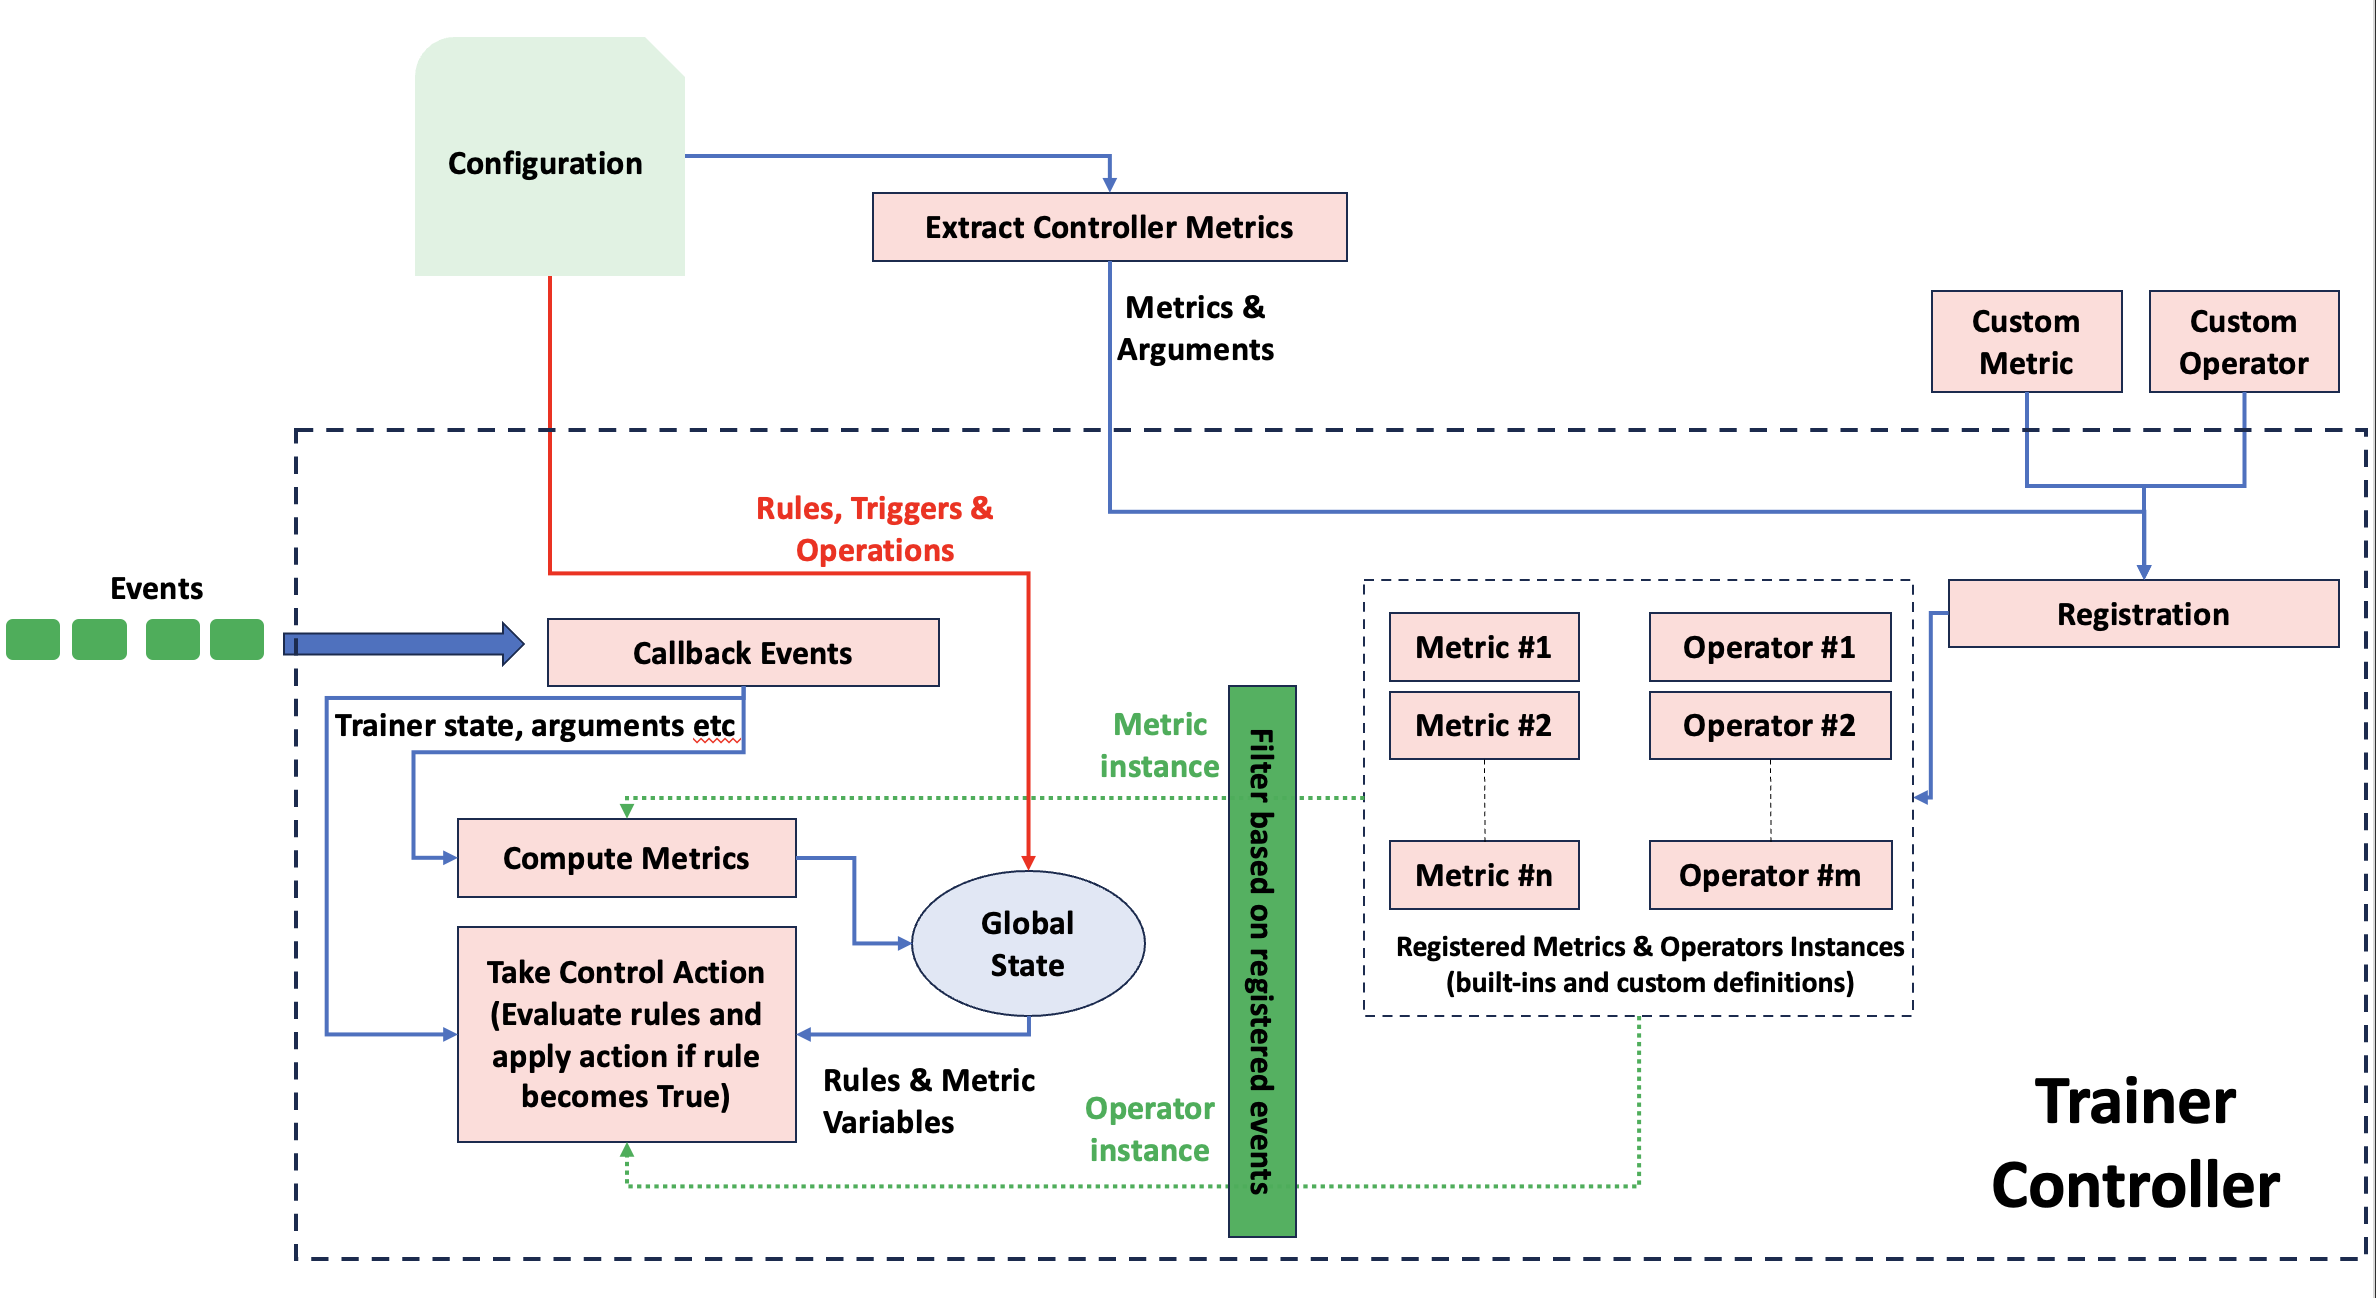 Configuration
Extract Controller Metrics
Metrics &
Arguments
Custom
Metric
Custom
Operator
Rules, Triggers &
Operations
Events
Callback Events
Registration
Trainer state, arguments etc
Metric
instance
Filter based on registered events
Metric #1
Operator #1
Metric #2
Operator #2
Metric #n
Operator #m
Registered Metrics & Operators Instances
(built-ins and custom definitions)
Compute Metrics
Global
State
Take Control Action
(Evaluate rules and
apply action if rule
becomes True)
Rules & Metric
Variables
Operator
instance
Trainer
Controller